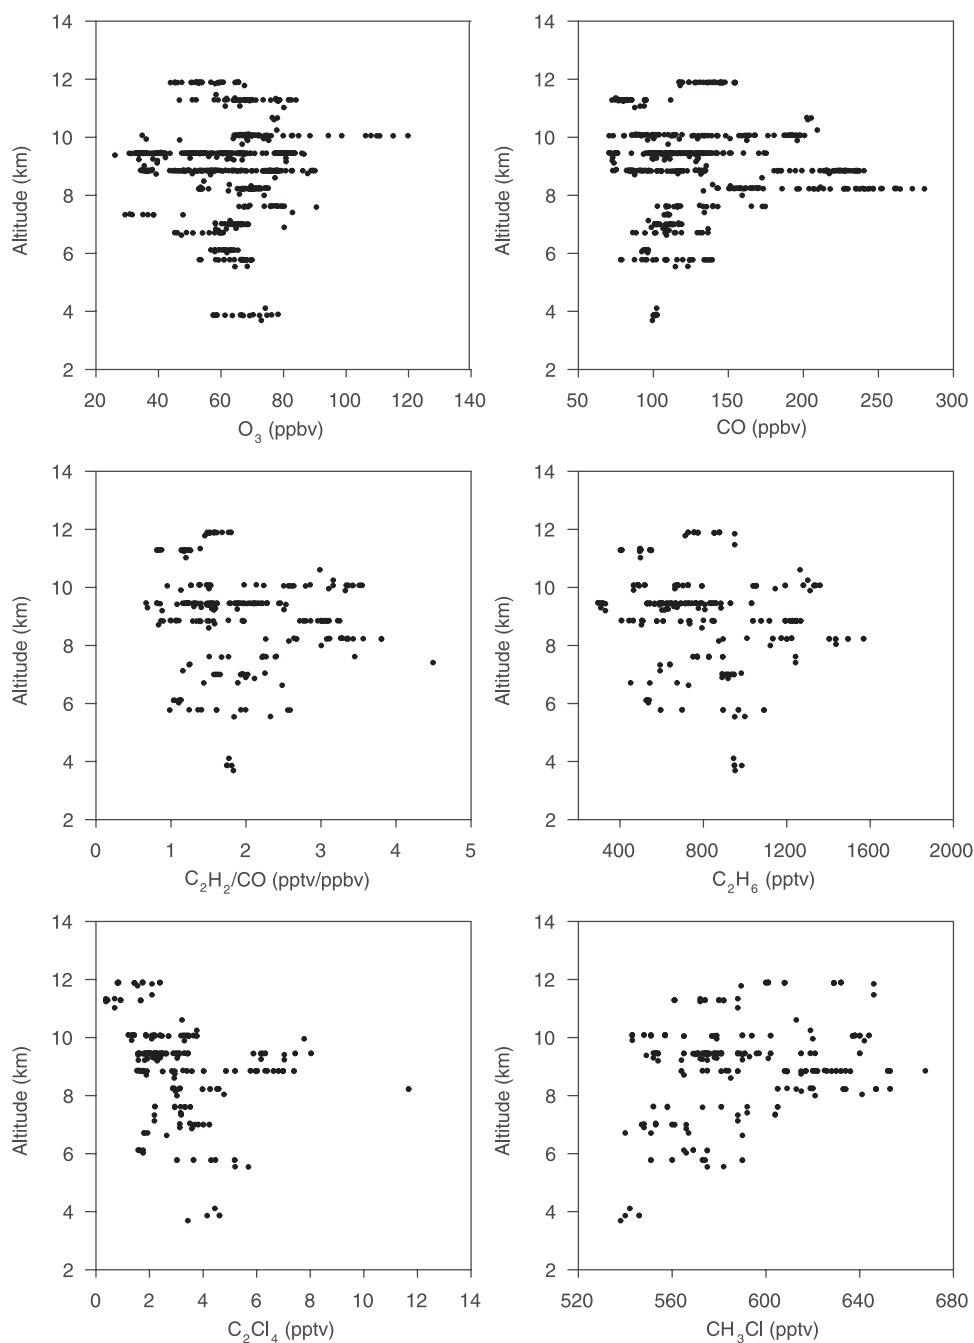 14
12
10
8
6
4
2
Altitude (km)
20 40 60 80 100 120 140
O₃ (ppbv)
14
12
10
8
6
4
2
Altitude (km)
50 100 150 200 250 300
CO (ppbv)
14
12
10
8
6
4
2
Altitude (km)
0 1 2 3 4 5
C₂H₂/CO (pptv/ppbv)
14
12
10
8
6
4
2
Altitude (km)
400 800 1200 1600 2000
C₂H₆ (pptv)
14
12
10
8
6
4
2
Altitude (km)
0 2 4 6 8 10 12 14
C₂Cl₄ (pptv)
14
12
10
8
6
4
2
Altitude (km)
520 560 600 640 680
CH₃Cl (pptv)